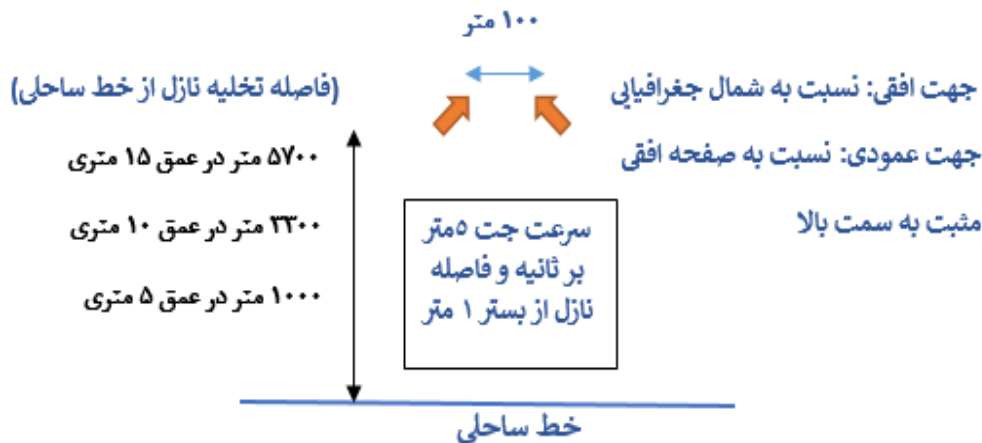 ۱۰۰ متر
جهت افقی: نسبت به شمال جغرافیایی
جهت عمودی: نسبت به صفحه افقی
مثبت به سمت بالا
(فاصله تخلیه نازل از خط ساحلی)
۵۷۰۰ متر در عمق ۱۵ متری
۳۳۰۰ متر در عمق ۱۰ متری
۱۰۰۰ متر در عمق ۵ متری
سرعت جت ۵متر
بر ثانیه و فاصله
نازل از بستر ۱ متر
خط ساحلی